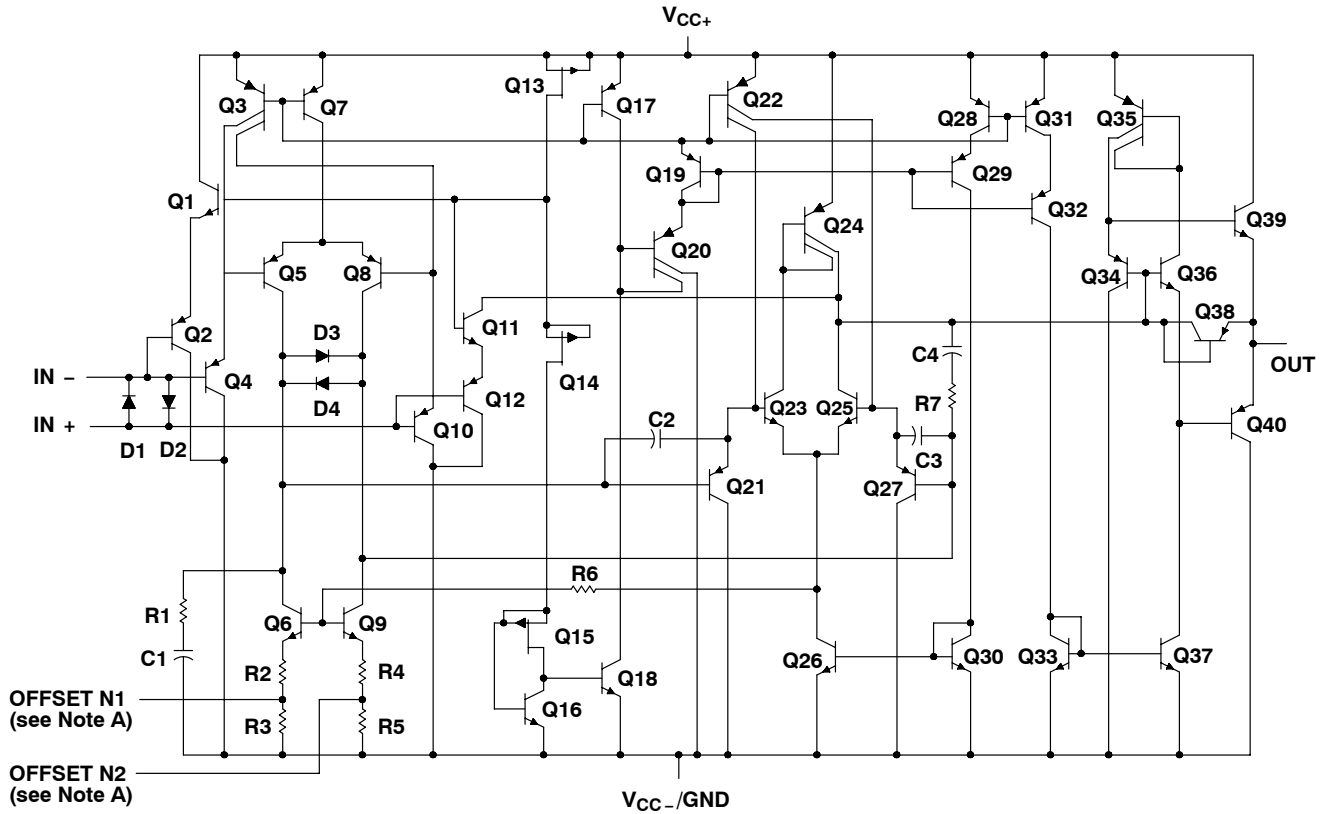 VCC+
Q13
Q3
Q7
Q17
Q22
Q28
Q31
Q35
Q19
Q29
Q1
Q32
Q39
Q24
Q20
Q5
Q8
Q34
Q36
Q11
Q38
Q2
D3
C4
OUT
IN −
Q4
Q14
D4
Q12
R7
Q23
Q25
IN +
Q10
C2
Q40
D1
D2
C3
Q21
Q27
R6
R1
Q6
Q9
Q15
C1
R2
R4
Q26
Q30
Q33
Q37
Q18
OFFSET N1
(see Note A)
R3
R5
Q16
OFFSET N2
(see Note A)
VCC−/GND